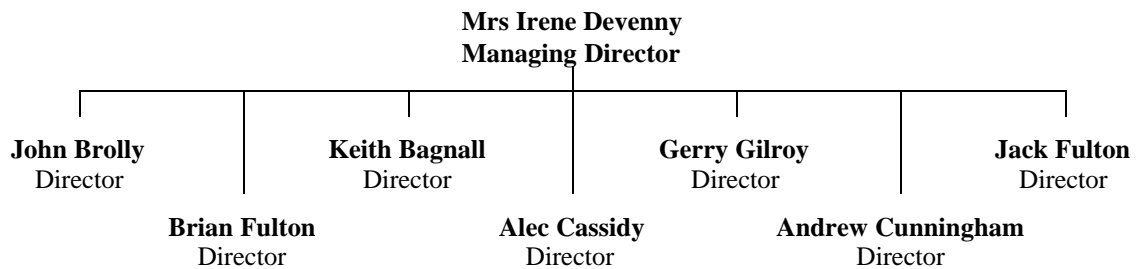 Mrs Irene Devenny
Managing Director
John Brolly
Director
Keith Bagnall
Director
Gerry Gilroy
Director
Jack Fulton
Director
Brian Fulton
Director
Alec Cassidy
Director
Andrew Cunningham
Director